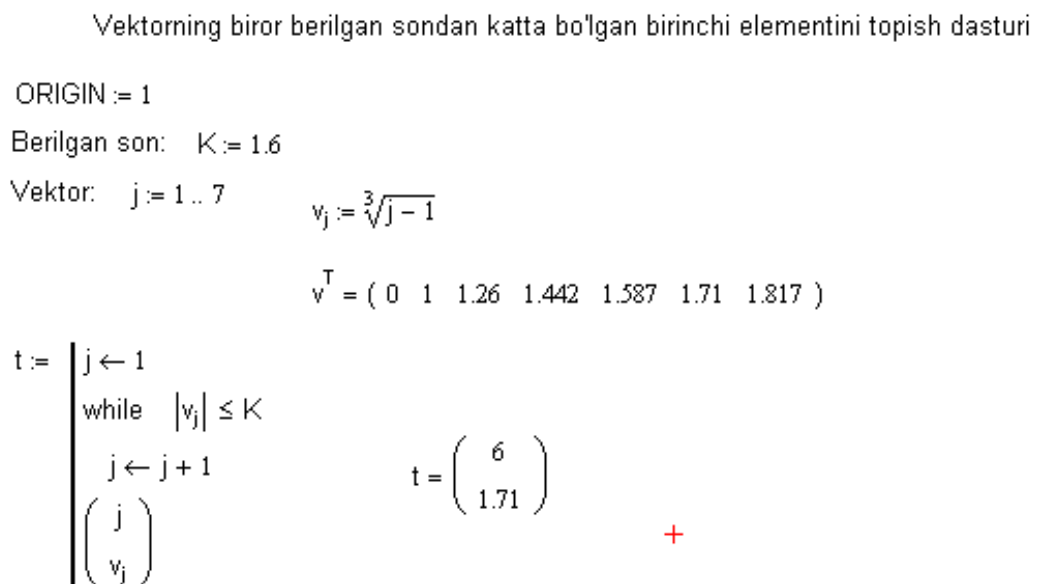 Vektorning biror berilgan sondan katta bo'lgan birinchi elementini topish dasturi
ORIGIN := 1
Berilgan son: K := 1.6
Vektor: j := 1 .. 7
v_j := ∛(j − 1)
v^T = ( 0 1 1.26 1.442 1.587 1.71 1.817 )
t := j ← 1
while |v_j| ≤ K
j ← j + 1
( j
v_j )
t = ( 6
1.71 )